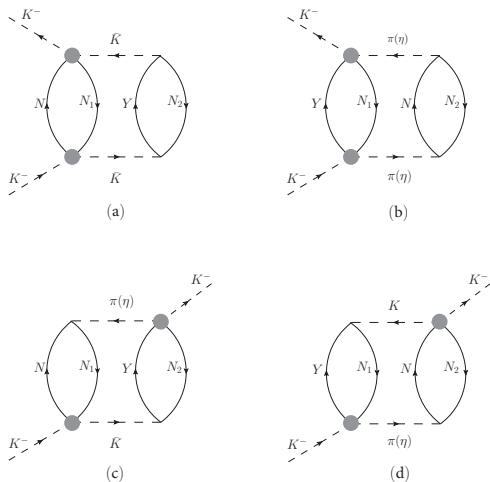 K⁻ K̄ K⁻ π(η)
N N₁ Y N₂ Y N₁ N N₂
K⁻ K̄ K⁻ π(η)
(a) (b)
K⁻ K⁻
π(η) K
N N₁ Y N₂ Y N₁ N N₂
K⁻ K̄ K⁻ π(η)
(c) (d)